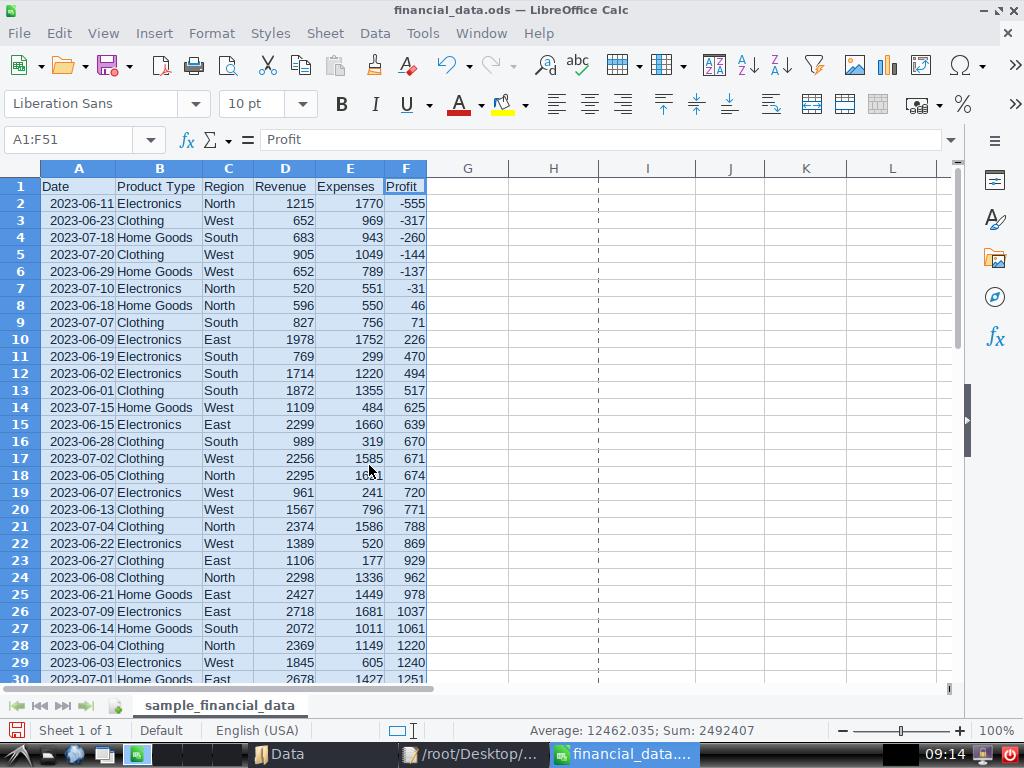 financial_data.ods — LibreOffice Calc
File Edit View Insert Format Styles Sheet Data Tools Window Help
Liberation Sans 10 pt B I U A %
A1:F51 fx Σ = Profit
A B C D E F G H I J K L
1 Date Product Type Region Revenue Expenses Profit
2 2023-06-11 Electronics North 1215 1770 -555
3 2023-06-23 Clothing West 652 969 -317
4 2023-07-18 Home Goods South 683 943 -260
5 2023-07-20 Clothing West 905 1049 -144
6 2023-06-29 Home Goods West 652 789 -137
7 2023-07-10 Electronics North 520 551 -31
8 2023-06-18 Home Goods North 596 550 46
9 2023-07-07 Clothing South 827 756 71
10 2023-06-09 Electronics East 1978 1752 226
11 2023-06-19 Electronics South 769 299 470
12 2023-06-02 Electronics South 1714 1220 494
13 2023-06-01 Clothing South 1872 1355 517
14 2023-07-15 Home Goods West 1109 484 625
15 2023-06-15 Electronics East 2299 1660 639
16 2023-06-28 Clothing South 989 319 670
17 2023-07-02 Clothing West 2256 1585 671
18 2023-06-05 Clothing North 2295 1621 674
19 2023-06-07 Electronics West 961 241 720
20 2023-06-13 Clothing West 1567 796 771
21 2023-07-04 Clothing North 2374 1586 788
22 2023-06-22 Electronics West 1389 520 869
23 2023-06-27 Clothing East 1106 177 929
24 2023-06-08 Clothing North 2298 1336 962
25 2023-06-21 Home Goods East 2427 1449 978
26 2023-07-09 Electronics East 2718 1681 1037
27 2023-06-14 Home Goods South 2072 1011 1061
28 2023-06-04 Clothing North 2369 1149 1220
29 2023-06-03 Electronics West 1845 605 1240
30 2023-07-01 Home Goods East 2678 1427 1251
sample_financial_data
Sheet 1 of 1 Default English (USA) Average: 12462.035; Sum: 2492407 100%
Data /root/Desktop/... financial_data.... 09:14